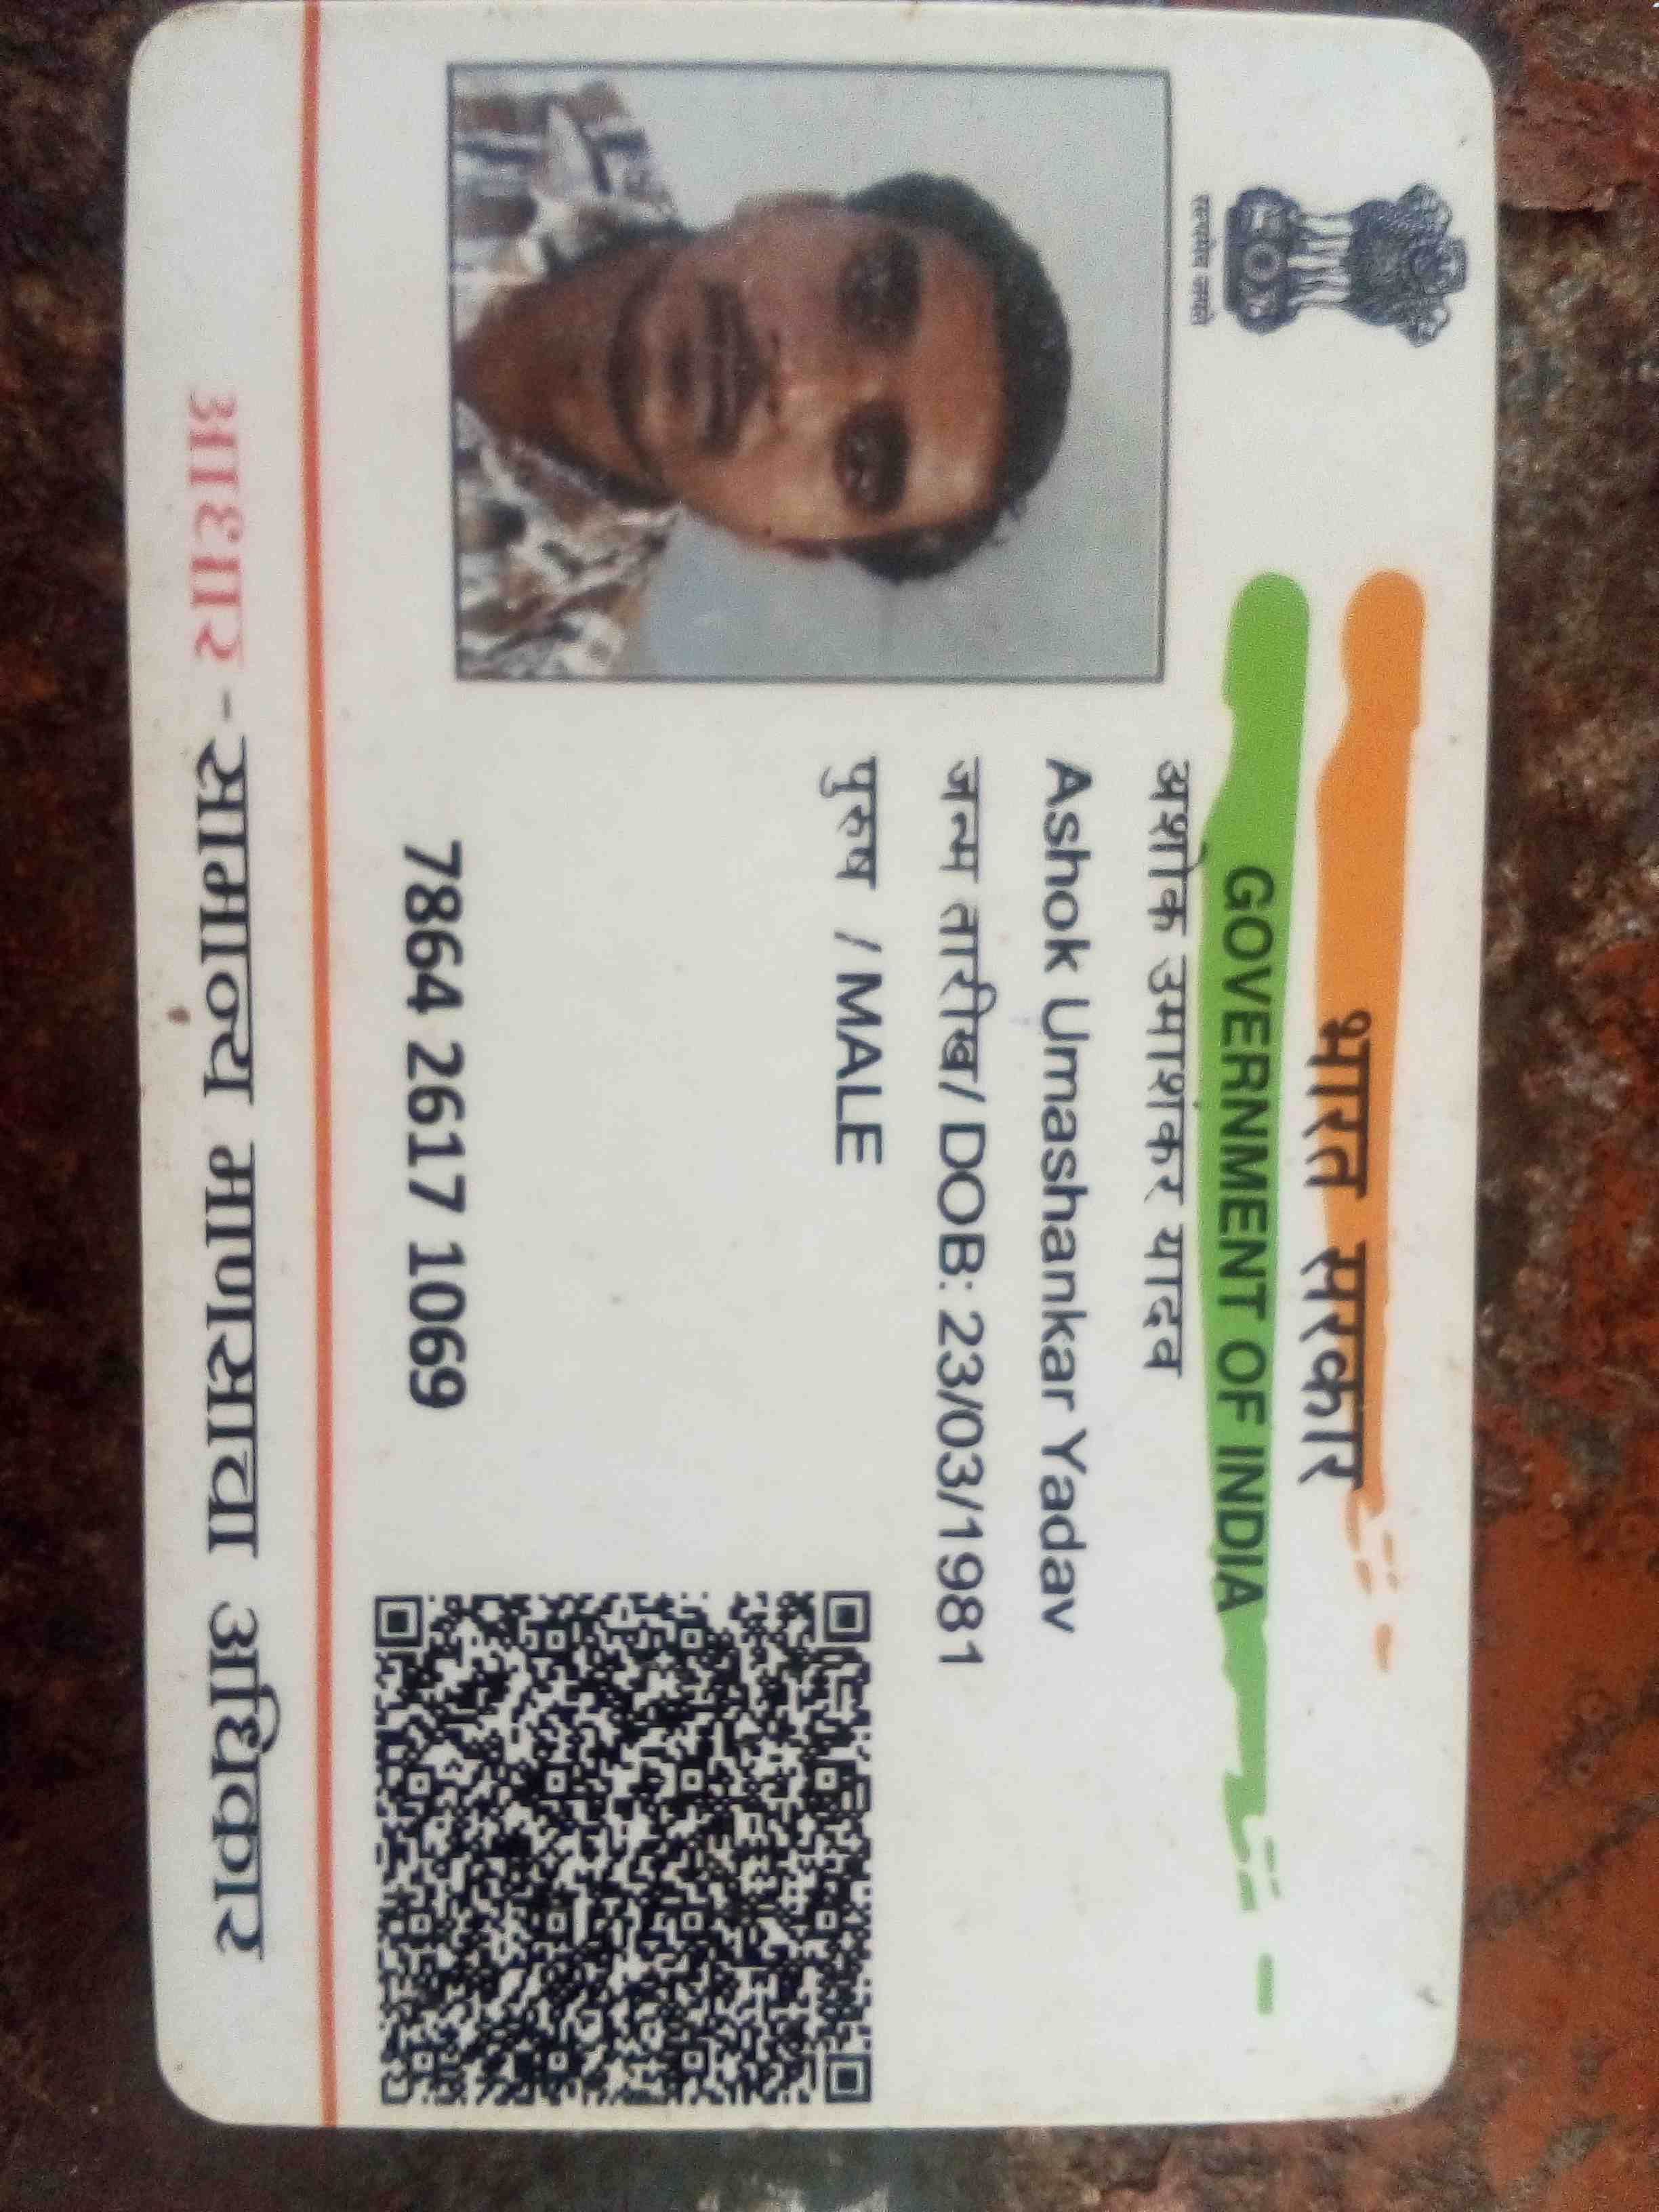 भारत सरकार
GOVERNMENT OF INDIA
सत्यमेव जयते
अशोक उमाशंकर यादव
Ashok Umashankar Yadav
जन्म तारीख/ DOB: 23/03/1981
पुरुष / MALE
7864 2617 1069
आधार - सामान्य माणसाचा अधिकार